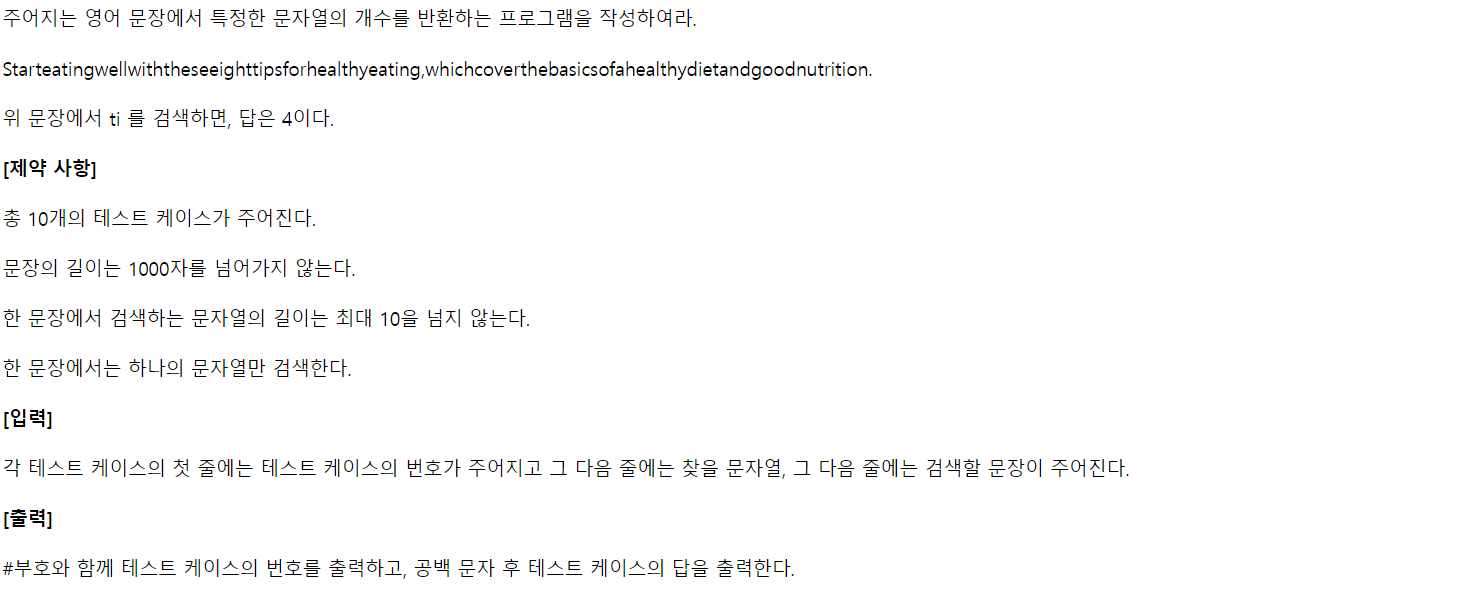 주어지는 영어 문장에서 특정한 문자열의 개수를 반환하는 프로그램을 작성하여라.
Starteatingwellwiththeseeighttipsforhealthyeating,whichcoverthebasicsofahealthydietandgoodnutrition.
위 문장에서 ti 를 검색하면, 답은 4이다.
[제약 사항]
총 10개의 테스트 케이스가 주어진다.
문장의 길이는 1000자를 넘어가지 않는다.
한 문장에서 검색하는 문자열의 길이는 최대 10을 넘지 않는다.
한 문장에서는 하나의 문자열만 검색한다.
[입력]
각 테스트 케이스의 첫 줄에는 테스트 케이스의 번호가 주어지고 그 다음 줄에는 찾을 문자열, 그 다음 줄에는 검색할 문장이 주어진다.
[출력]
#부호와 함께 테스트 케이스의 번호를 출력하고, 공백 문자 후 테스트 케이스의 답을 출력한다.